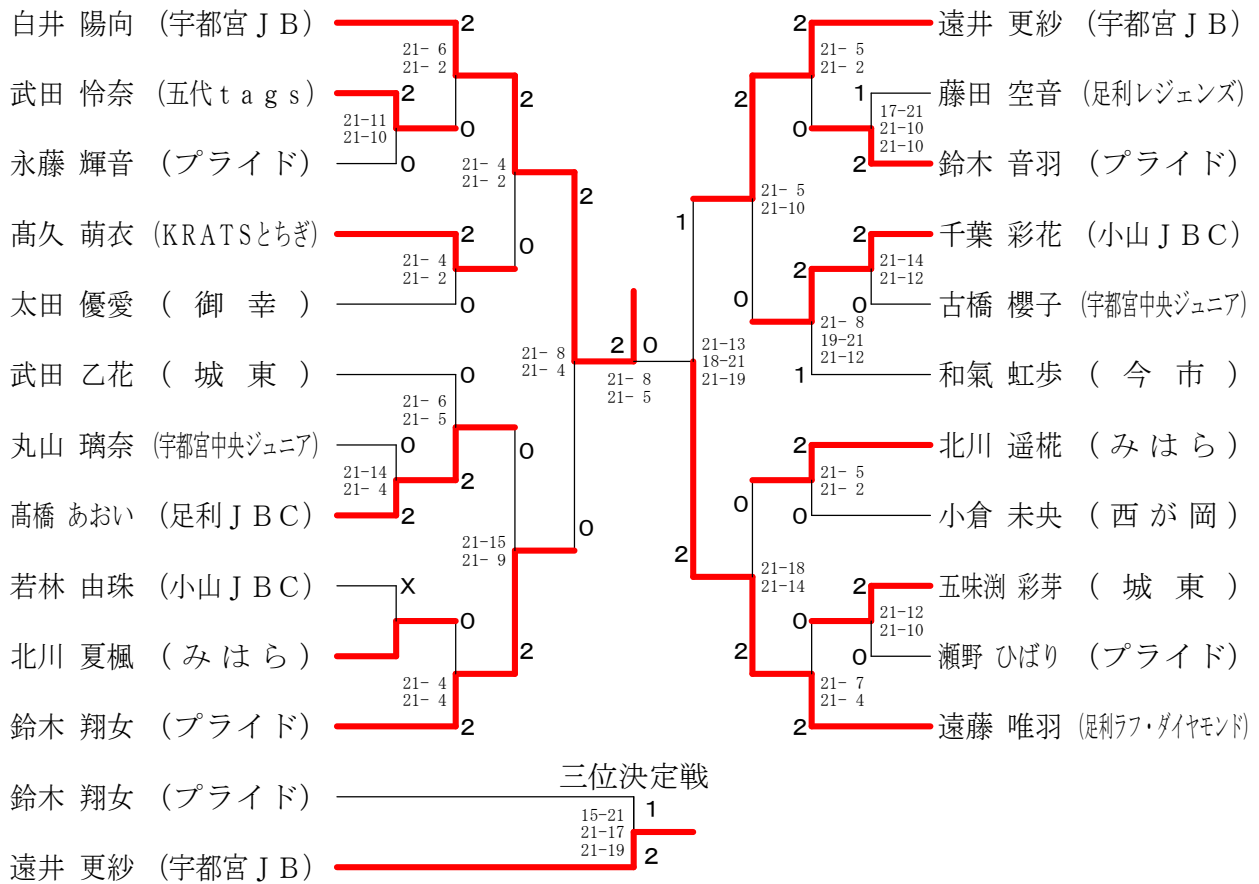 白井 陽向 (宇都宮ＪＢ) 2 2 遠井 更紗 (宇都宮ＪＢ)
21- 6 21- 5
21- 2 21- 2
武田 怜奈 (五代ｔａｇｓ) 2 2 2 1 藤田 空音 (足利レジェンズ)
21-11 0 0 17-21
21-10 21-10
永藤 輝音 (プライド) 0 21- 4 21-10
21- 2 2 鈴木 音羽 (プライド)
2 21- 5
21-10
髙久 萌衣 (ＫＲＡＴＳとちぎ) 2 0 1 2 千葉 彩花 (小山ＪＢＣ)
21- 4 2 21-14
21- 2 21-12
太田 優愛 (御幸) 0 0 0 古橋 櫻子 (宇都宮中央ジュニア)
21- 8
21- 8 2 0 21-13 19-21
21- 4 18-21 21-12
武田 乙花 (城東) 0 21- 8 21-19 1 和氣 虹歩 (今市)
21- 6 21- 5
21- 5
丸山 璃奈 (宇都宮中央ジュニア) 0 0 2 北川 遥椛 (みはら)
21-14 21- 5
21- 4 2 21- 2
髙橋 あおい (足利ＪＢＣ) 2 0 0 小倉 未央 (西が岡)
21-15 0 2
21- 9 21-18
21-14
若林 由珠 (小山ＪＢＣ) X 2 五味渕 彩芽 (城東)
0 0 21-12
21-10
北川 夏楓 (みはら) 2 2 0 瀬野 ひばり (プライド)
21- 4 21- 7
21- 4 21- 4
鈴木 翔女 (プライド) 2 2 遠藤 唯羽 (足利ラフ・ダイヤモンド)
三位決定戦
鈴木 翔女 (プライド) 1
15-21
21-17
21-19 2
遠井 更紗 (宇都宮ＪＢ)